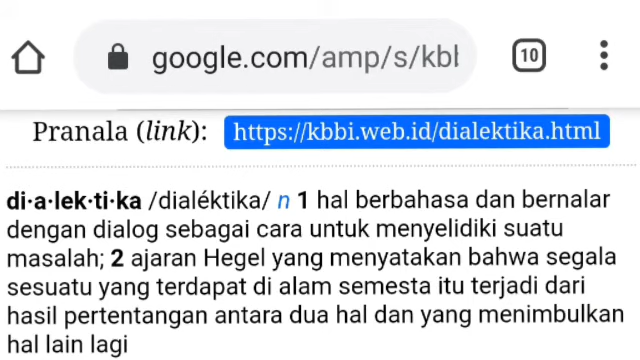 google.com/amp/s/kbl
10
Pranala (link): https://kbbi.web.id/dialektika.html
di·a·lek·ti·ka /dialéktika/ n 1 hal berbahasa dan bernalar
dengan dialog sebagai cara untuk menyelidiki suatu
masalah; 2 ajaran Hegel yang menyatakan bahwa segala
sesuatu yang terdapat di alam semesta itu terjadi dari
hasil pertentangan antara dua hal dan yang menimbulkan
hal lain lagi